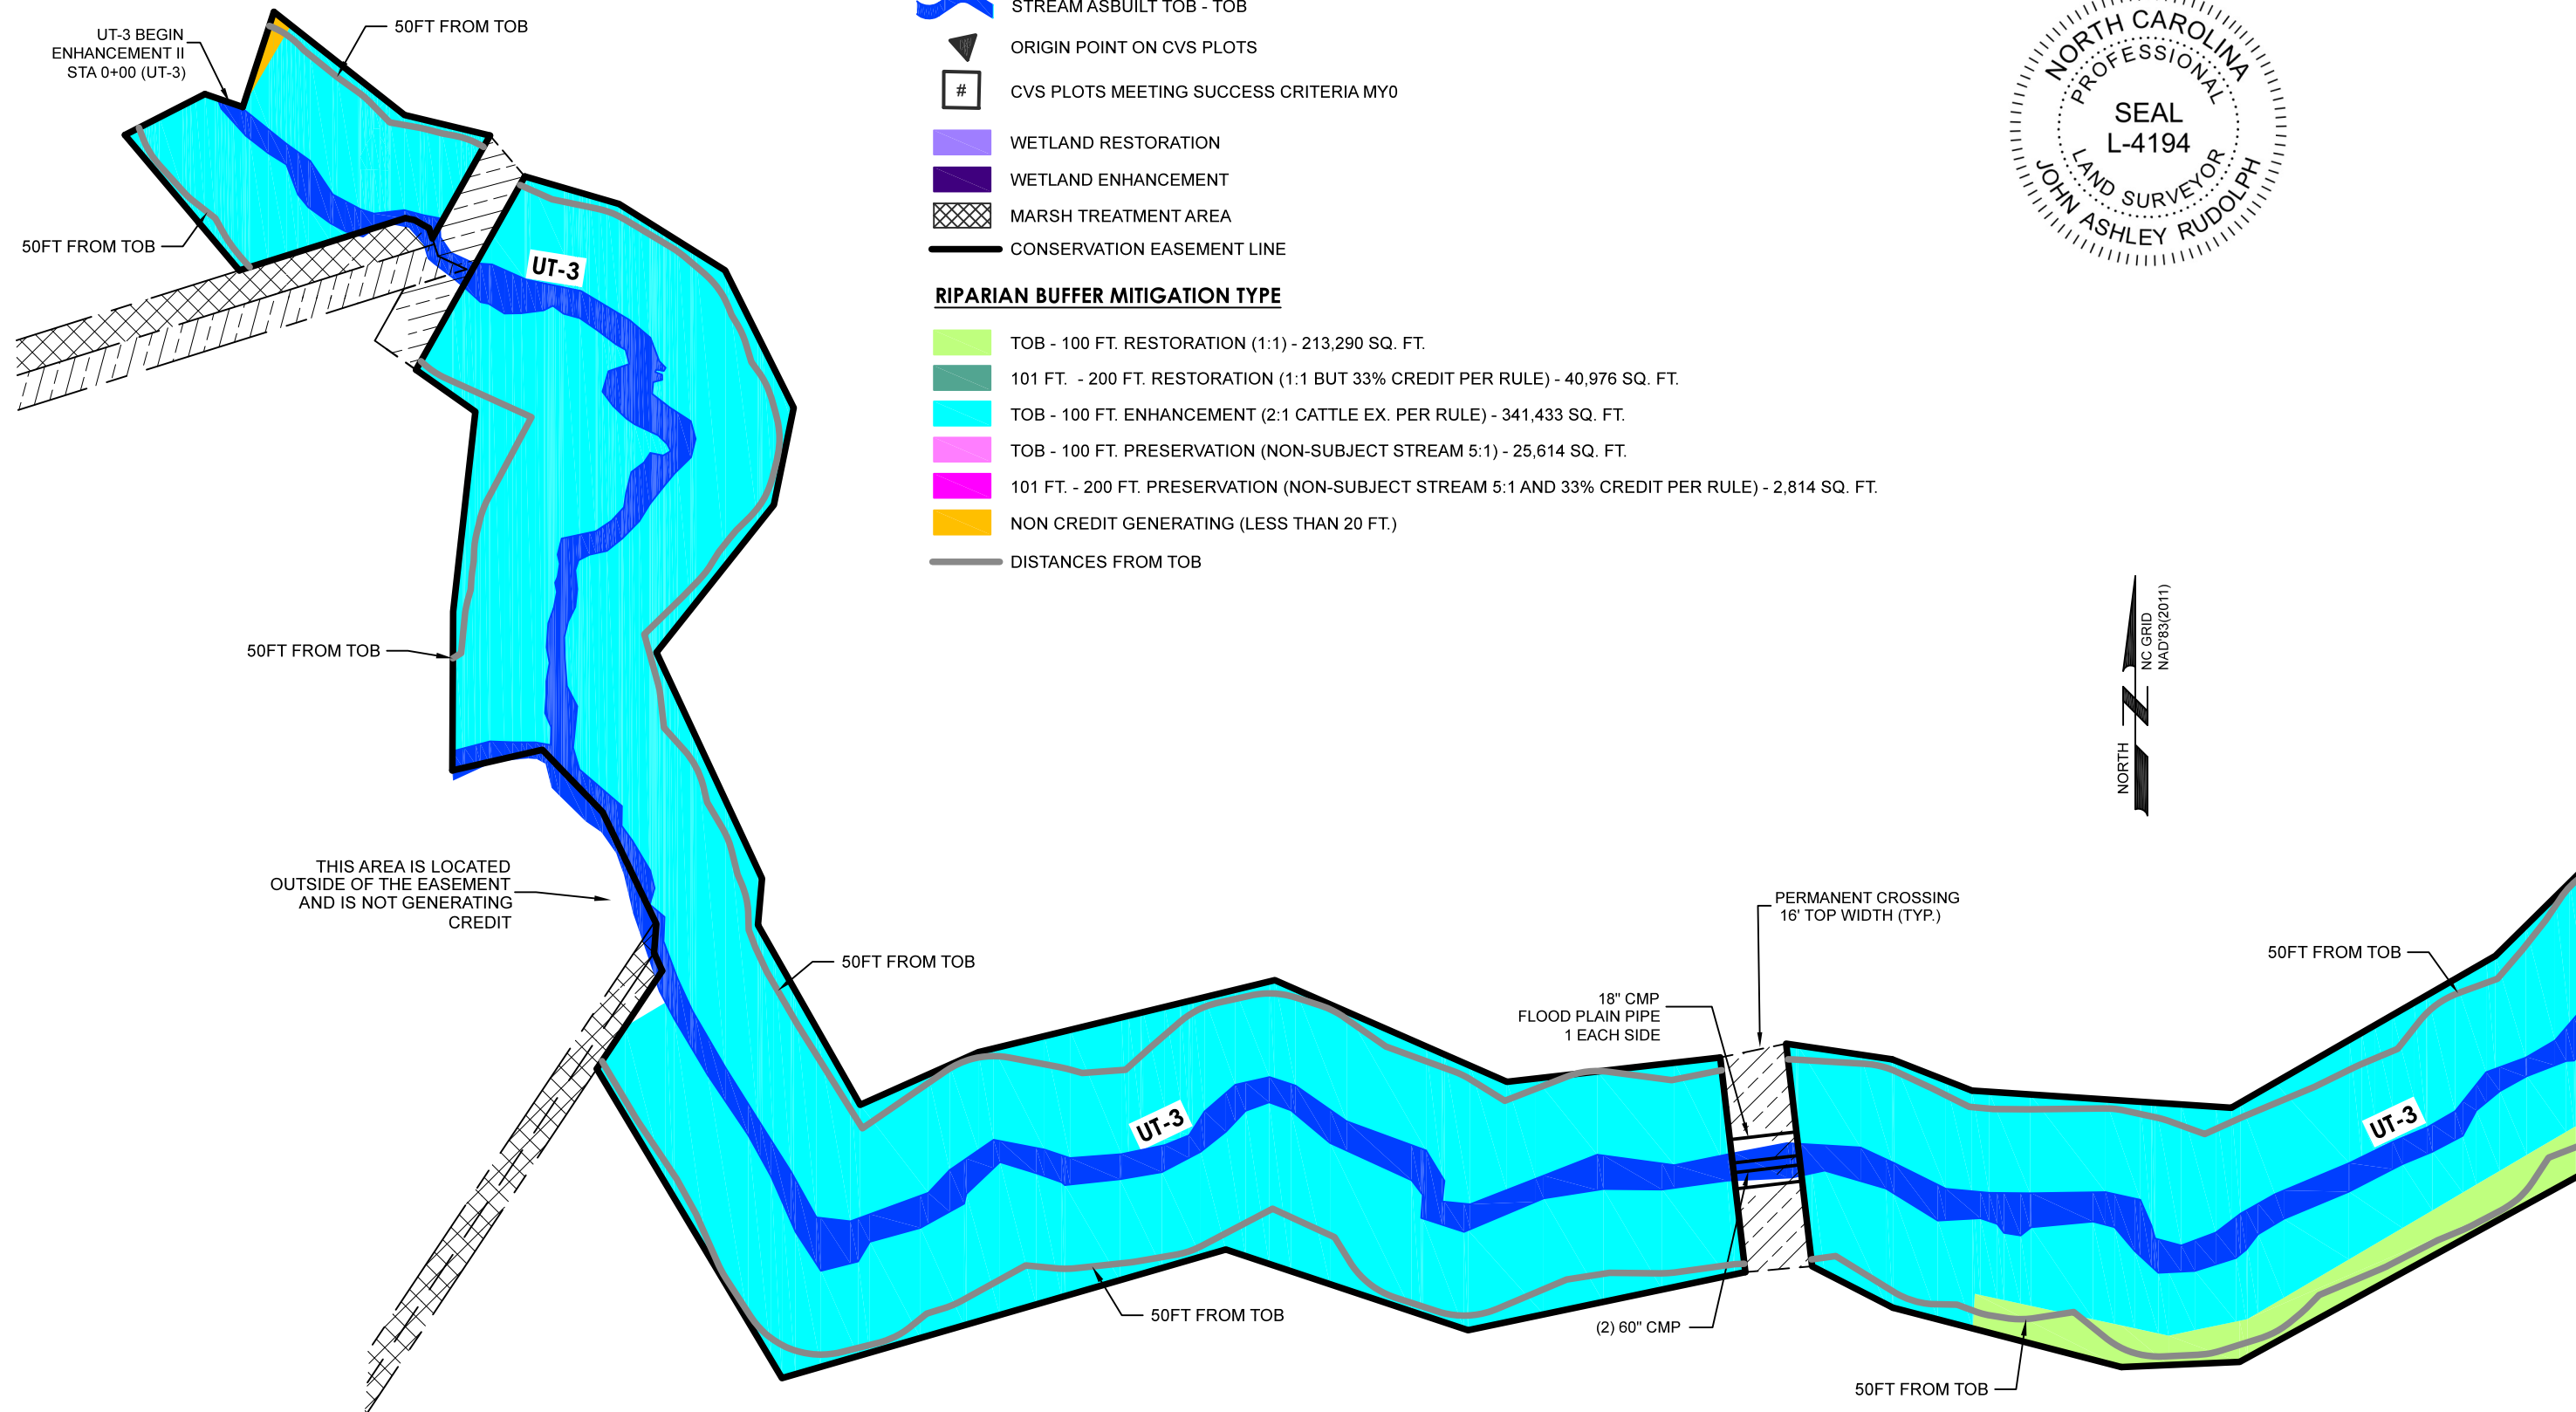 STREAM ASBUILT TOB - TOB
ORIGIN POINT ON CVS PLOTS
#
CVS PLOTS MEETING SUCCESS CRITERIA MY0
WETLAND RESTORATION
WETLAND ENHANCEMENT
MARSH TREATMENT AREA
CONSERVATION EASEMENT LINE
RIPARIAN BUFFER MITIGATION TYPE
TOB - 100 FT. RESTORATION (1:1) - 213,290 SQ. FT.
101 FT. - 200 FT. RESTORATION (1:1 BUT 33% CREDIT PER RULE) - 40,976 SQ. FT.
TOB - 100 FT. ENHANCEMENT (2:1 CATTLE EX. PER RULE) - 341,433 SQ. FT.
TOB - 100 FT. PRESERVATION (NON-SUBJECT STREAM 5:1) - 25,614 SQ. FT.
101 FT. - 200 FT. PRESERVATION (NON-SUBJECT STREAM 5:1 AND 33% CREDIT PER RULE) - 2,814 SQ. FT.
NON CREDIT GENERATING (LESS THAN 20 FT.)
DISTANCES FROM TOB
NORTH CAROLINA
PROFESSIONAL
SEAL
L-4194
LAND SURVEYOR
JOHN ASHLEY RUDOLPH
UT-3 BEGIN
ENHANCEMENT II
STA 0+00 (UT-3)
50FT FROM TOB
50FT FROM TOB
UT-3
50FT FROM TOB
NORTH
NC GRID
NAD'83(2011)
THIS AREA IS LOCATED
OUTSIDE OF THE EASEMENT
AND IS NOT GENERATING
CREDIT
50FT FROM TOB
PERMANENT CROSSING
16' TOP WIDTH (TYP.)
18" CMP
FLOOD PLAIN PIPE
1 EACH SIDE
50FT FROM TOB
UT-3
UT-3
50FT FROM TOB
(2) 60" CMP
50FT FROM TOB